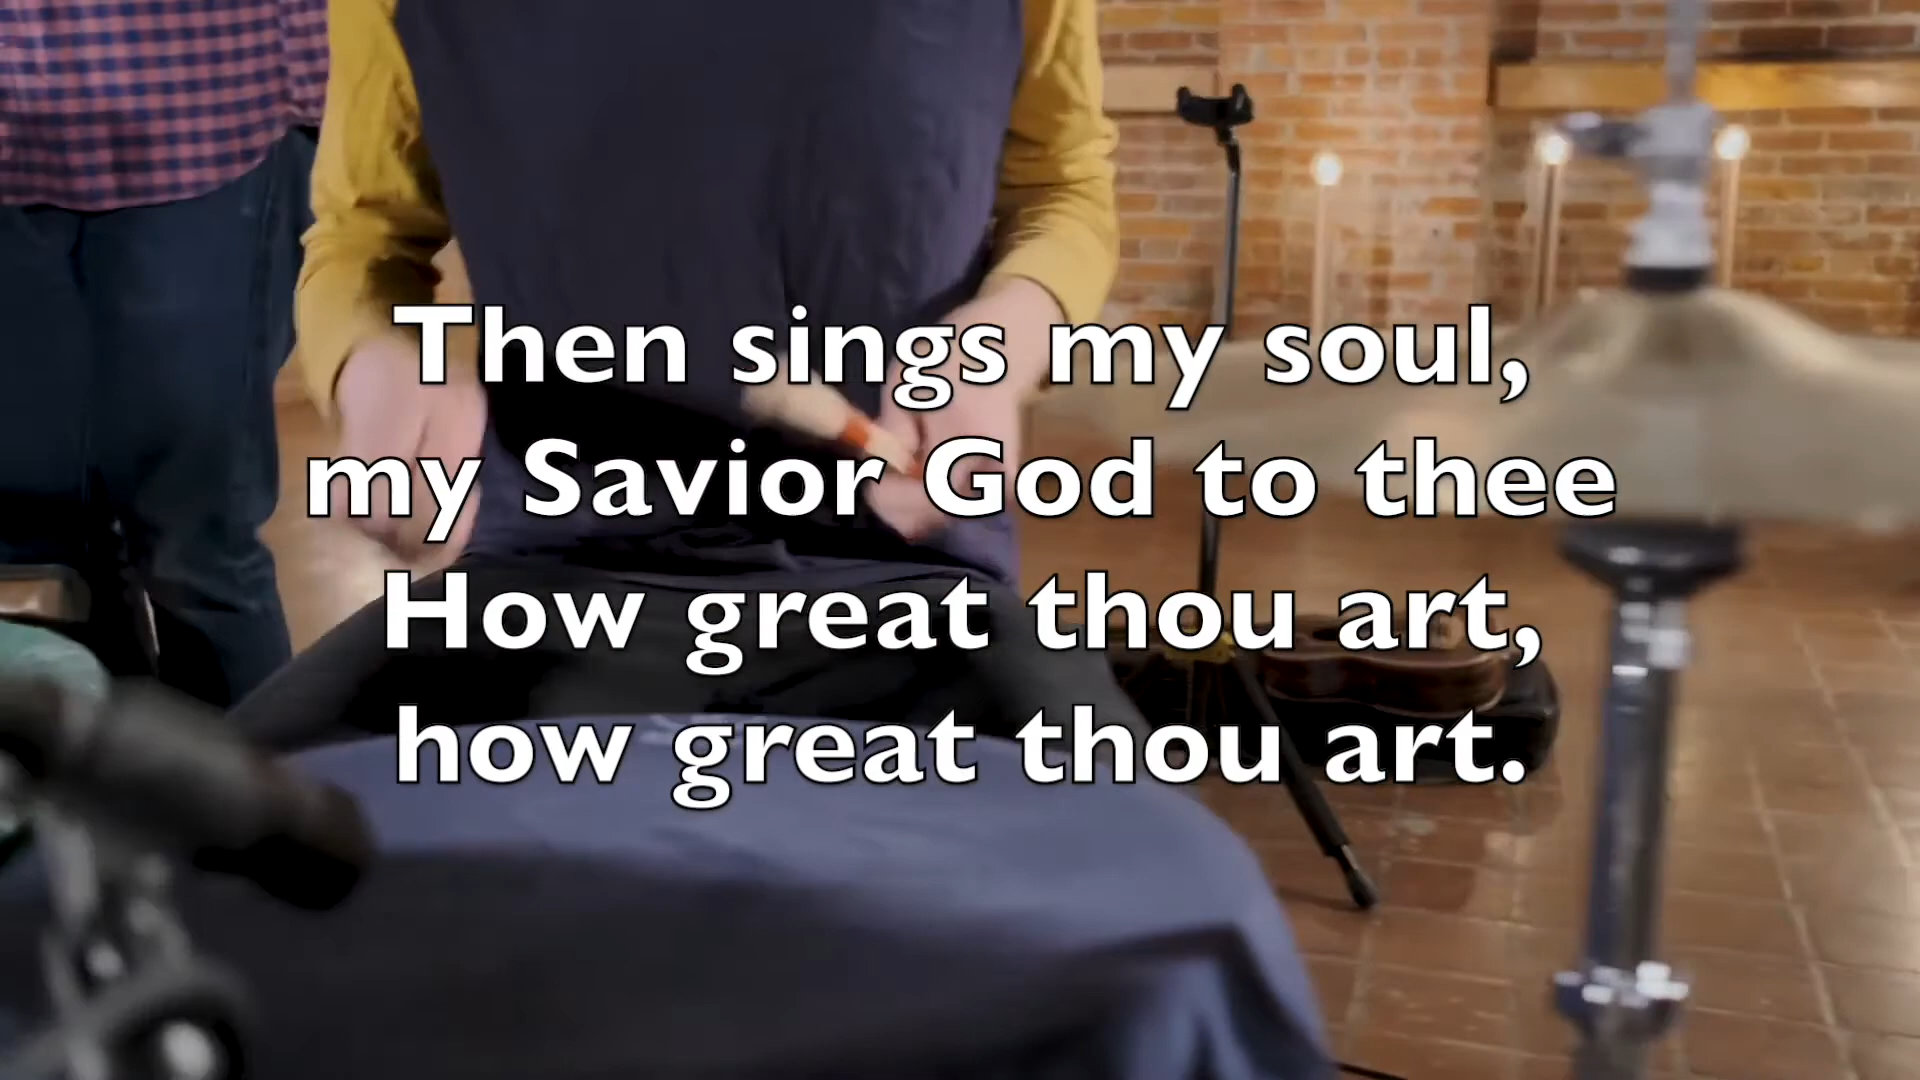 Then sings my soul,
my Savior God to thee
How great thou art,
how great thou art.